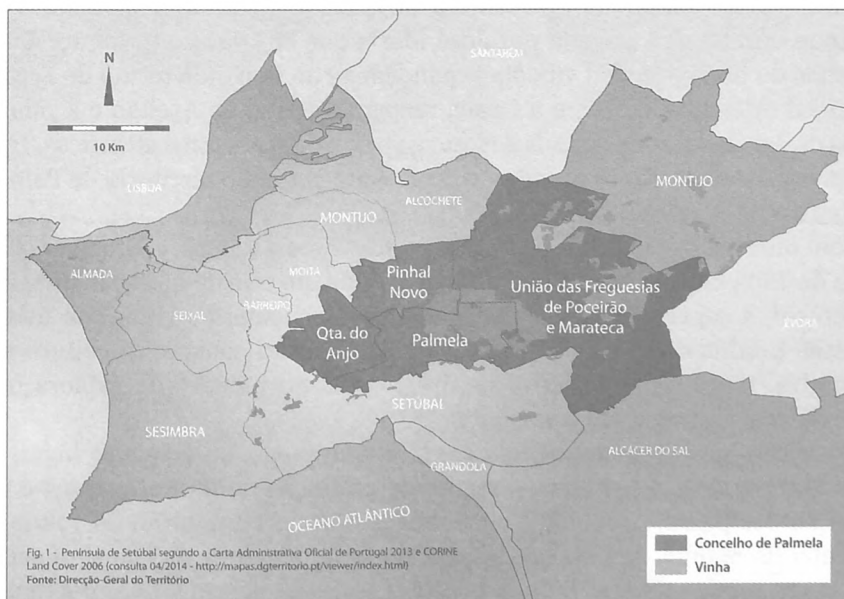 SANTARÉM
N
10 Km
LISBOA
MONTIJO
ALCOCHETE
MONTIJO
ALMADA
MOITA
Pinhal
Novo
União das Freguesias
de Poceirão
e Marateca
SEIXAL
BARREIRO
ÉVORA
Qta. do
Anjo
Palmela
SETÚBAL
SESIMBRA
ALCÁCER DO SAL
GRÂNDOLA
OCEANO ATLÂNTICO
Fig. 1 - Península de Setúbal segundo a Carta Administrativa Oficial de Portugal 2013 e CORINE
Land Cover 2006 (consulta 04/2014 - http://mapas.dgterritorio.pt/viewer/index.html)
Fonte: Direcção-Geral do Território
Concelho de Palmela
Vinha